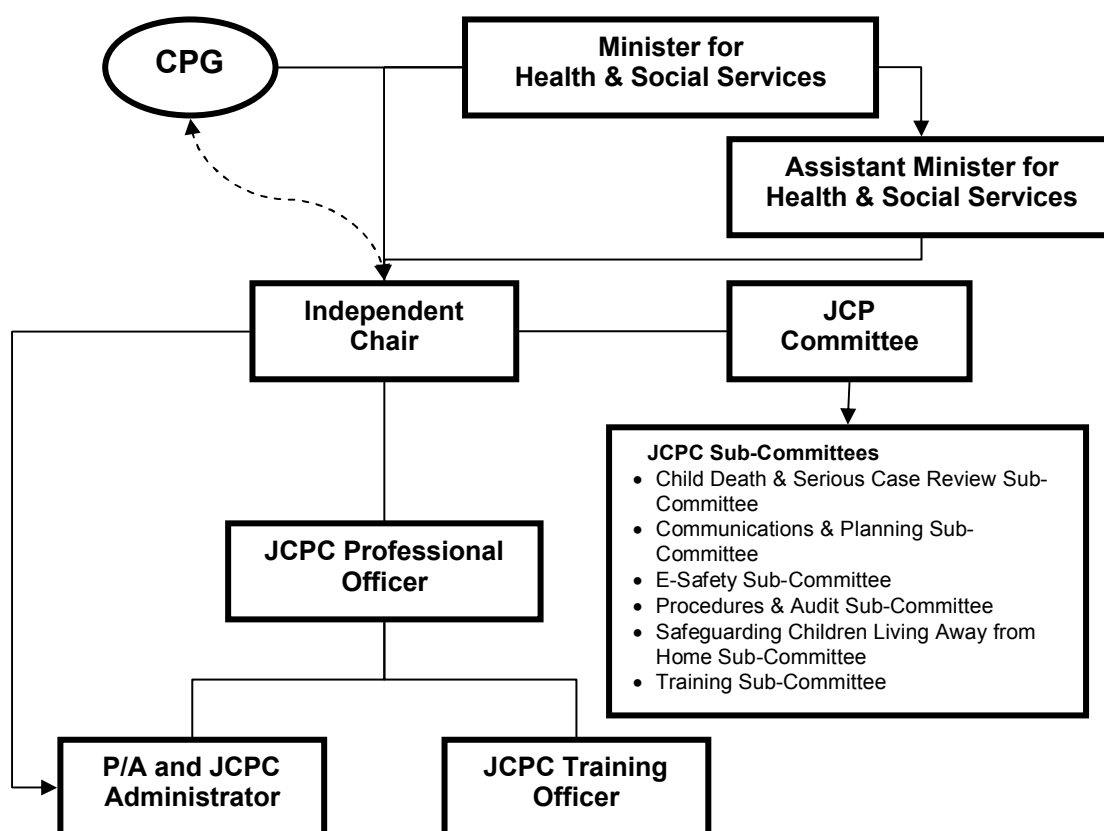 CPG
Minister for
Health & Social Services
Assistant Minister for
Health & Social Services
Independent
Chair
JCP
Committee
JCPC Sub-Committees
• Child Death & Serious Case Review Sub-
Committee
• Communications & Planning Sub-
Committee
• E-Safety Sub-Committee
• Procedures & Audit Sub-Committee
• Safeguarding Children Living Away from
Home Sub-Committee
• Training Sub-Committee
JCPC Professional
Officer
P/A and JCPC
Administrator
JCPC Training
Officer